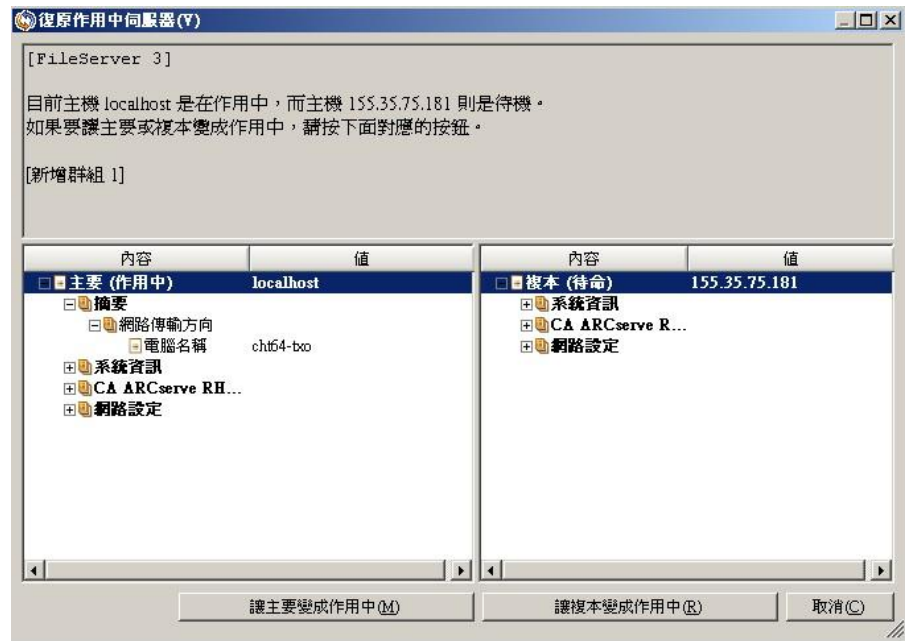 復原作用中伺服器(V)
[FileServer 3]
目前主機 localhost 是在作用中，而主機 155.35.75.181 則是待機。
如果要讓主要或複本變成作用中，請按下面對應的按鈕。
[新增群組 1]
內容 值
主要 (作用中) localhost
摘要
網路傳輸方向
電腦名稱 cht64-txo
系統資訊
CA ARCserve RH...
網路設定
內容 值
複本 (待命) 155.35.75.181
系統資訊
CA ARCserve R...
網路設定
讓主要變成作用中(M) 讓複本變成作用中(R) 取消(C)